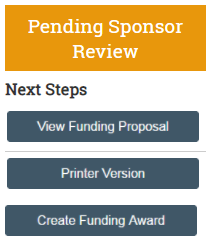 Pending Sponsor
Review
Next Steps
View Funding Proposal
Printer Version
Create Funding Award